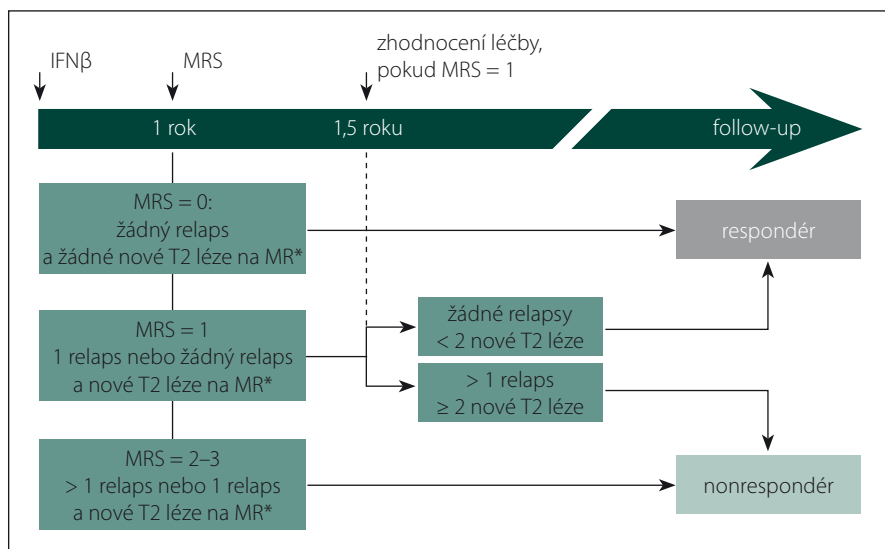 IFNβ
MRS
zhodnocení léčby,
pokud MRS = 1
1 rok
1,5 roku
follow-up
MRS = 0:
žádný relaps
a žádné nové T2 léze na MR*
respondér
MRS = 1
1 relaps nebo žádný relaps
a nové T2 léze na MR*
žádné relapsy
< 2 nové T2 léze
> 1 relaps
≥ 2 nové T2 léze
MRS = 2–3
> 1 relaps nebo 1 relaps
a nové T2 léze na MR*
nonrespondér